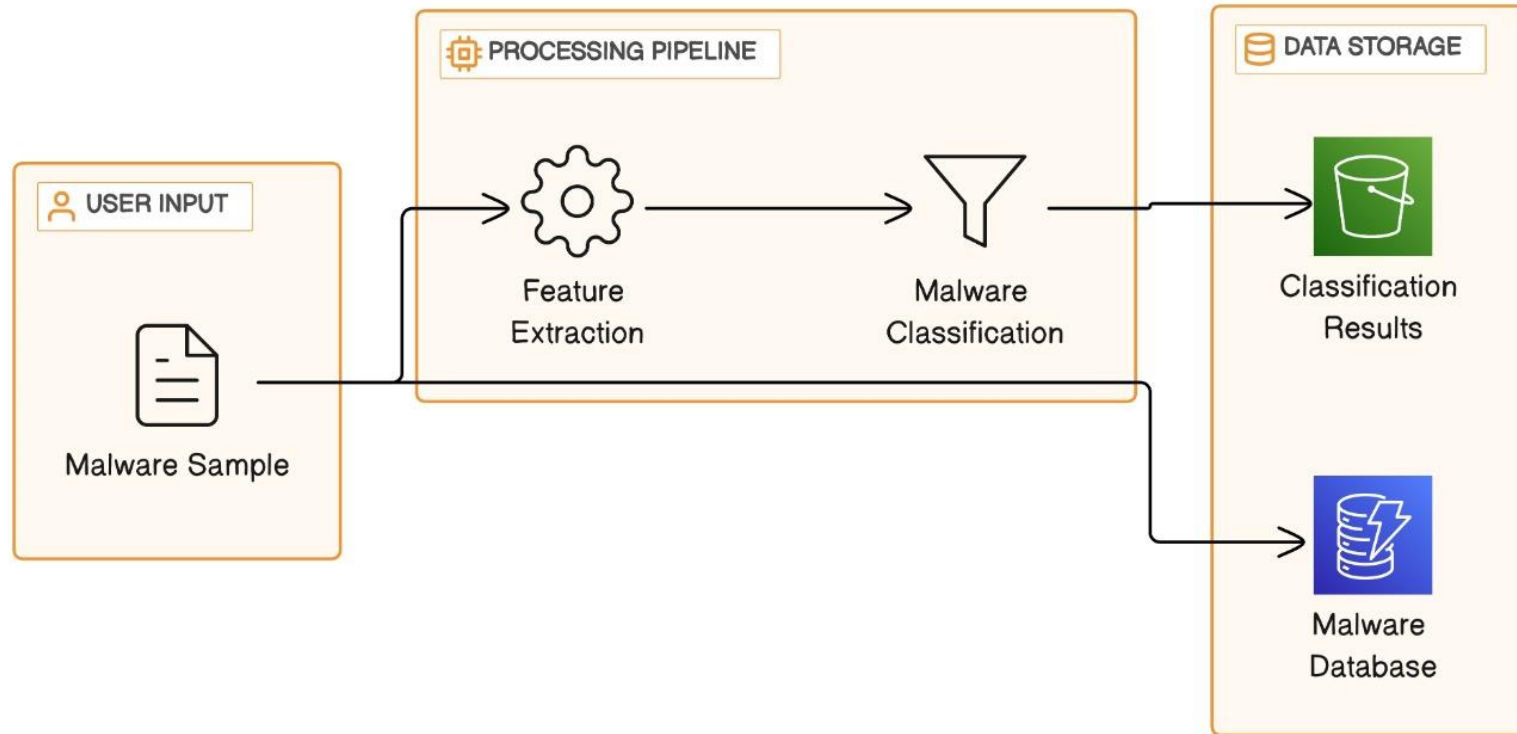 PROCESSING PIPELINE
DATA STORAGE
USER INPUT
Feature
Extraction
Malware
Classification
Classification
Results
Malware Sample
Malware
Database